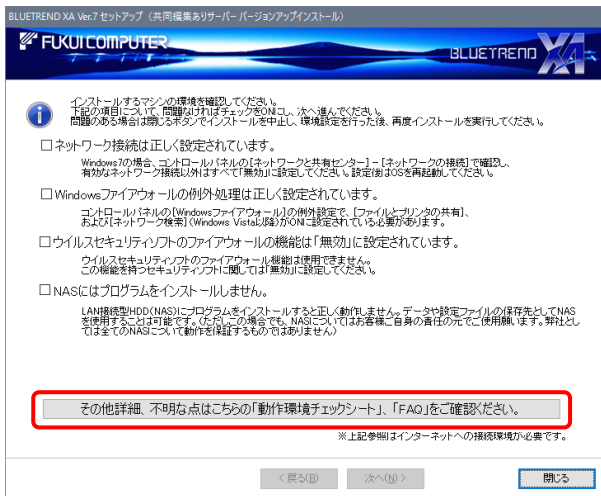 BLUETREND XA Ver.7 セットアップ（共同編集ありサーバー バージョンアップインストール）
FUKUI COMPUTER
BLUETREND XA
インストールするマシンの環境を確認してください。
下記の項目について、問題なければチェックをONにし、次へ進んでください。
問題のある場合は閉じるボタンでインストールを中止し、環境設定を行った後、再度インストールを実行してください。
ネットワーク接続は正しく設定されています。
Windows7の場合、コントロールパネルの[ネットワークと共有センター]－[ネットワークの接続]で確認し、
有効なネットワーク接続以外はすべて「無効」に設定してください。設定後はOSを再起動してください。
Windowsファイアウォールの例外処理は正しく設定されています。
コントロールパネルの[Windowsファイアウォール]の例外設定で、[ファイルとプリンタの共有]、
および[ネットワーク検索](Windows Vista以降)がONに設定されている必要があります。
ウイルスセキュリティソフトのファイアウォールの機能は「無効」に設定されています。
ウイルスセキュリティソフトのファイアウォール機能は使用できません。
この機能を持つセキュリティソフトに関しては「無効」に設定してください。
NASにはプログラムをインストールしません。
LAN接続型HDD(NAS)にプログラムをインストールすると正しく動作しません。データや設定ファイルの保存先としてNAS
を使用することは可能です。(ただしこの場合でも、NASについてはお客様ご自身の責任の元でご使用願います。弊社とし
ては全てのNASについて動作を保証するものではありません)
その他詳細、不明な点はこちらの「動作環境チェックシート」、「FAQ」をご確認ください。
※上記参照はインターネットへの接続環境が必要です。
< 戻る(B)
次へ(N) >
閉じる